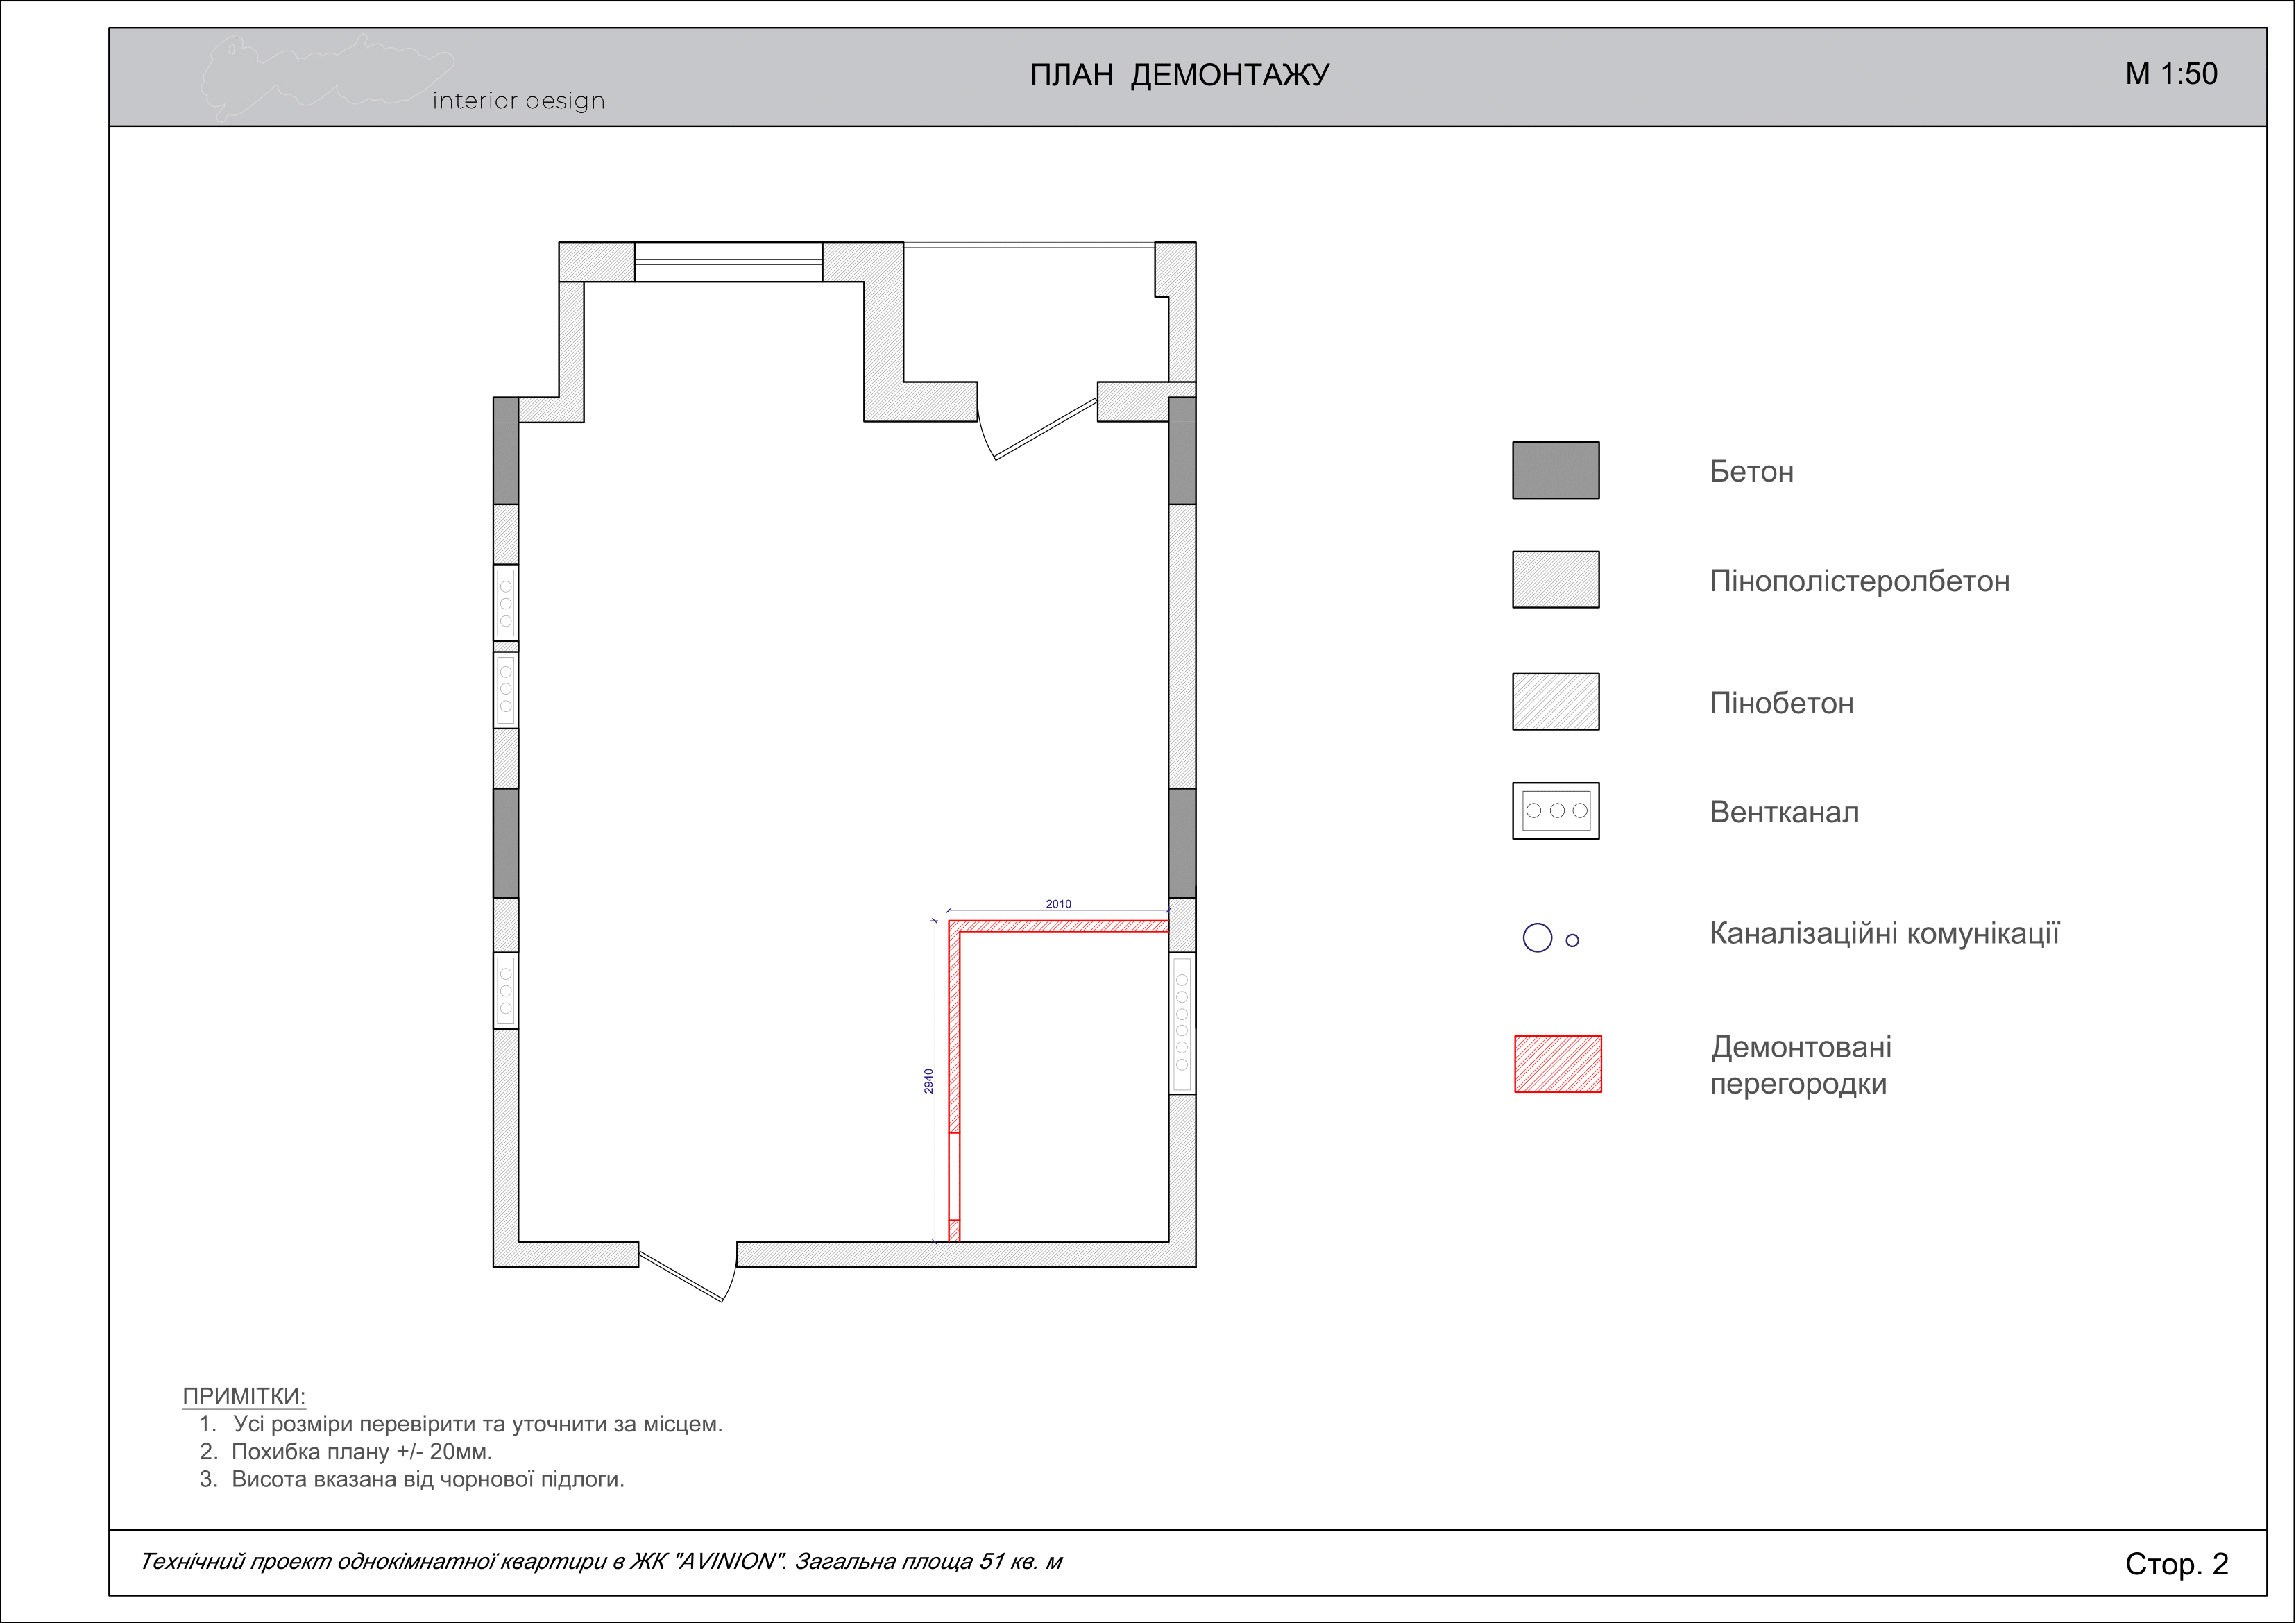 interior design
ПЛАН ДЕМОНТАЖУ
М 1:50
Бетон
Пінополістеролбетон
Пінобетон
Вентканал
Каналізаційні комунікації
Демонтовані
перегородки
2010
2940
ПРИМІТКИ:
1. Усі розміри перевірити та уточнити за місцем.
2. Похибка плану +/- 20мм.
3. Висота вказана від чорнової підлоги.
Технічний проект однокімнатної квартири в ЖК "AVINION". Загальна площа 51 кв. м
Стор. 2